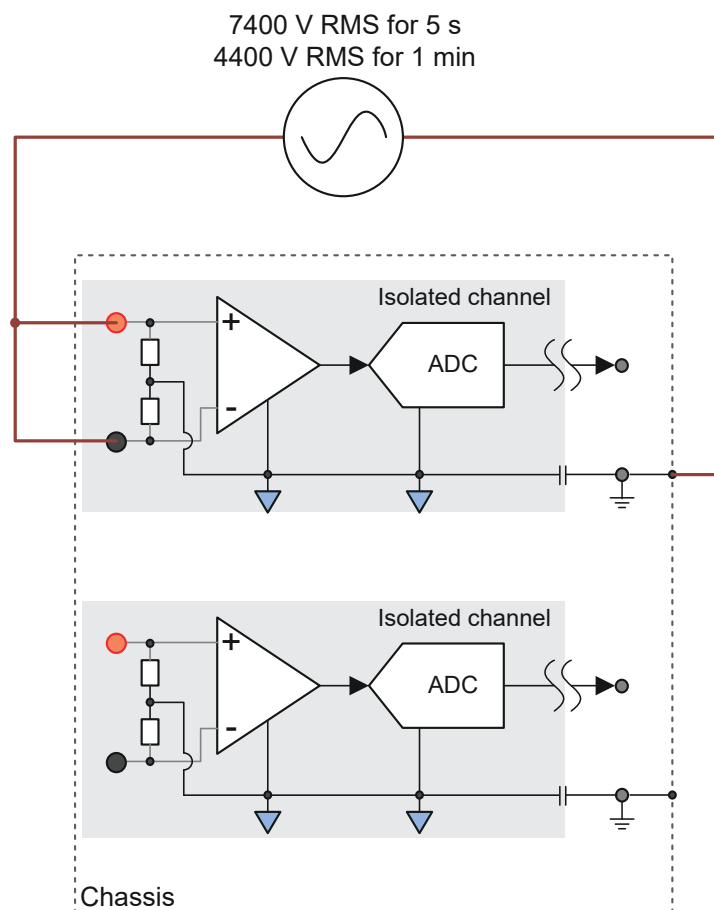 7400 V RMS for 5 s
4400 V RMS for 1 min
Isolated channel
+
ADC
-
Isolated channel
+
ADC
-
Chassis